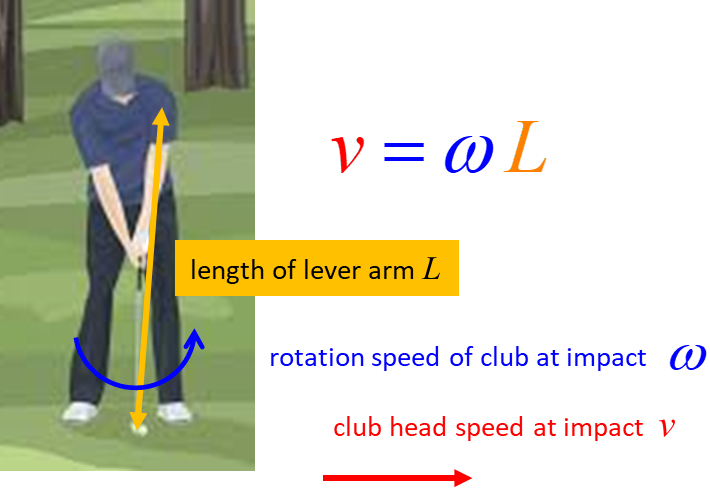 v = ω L
length of lever arm L
rotation speed of club at impact ω
club head speed at impact v